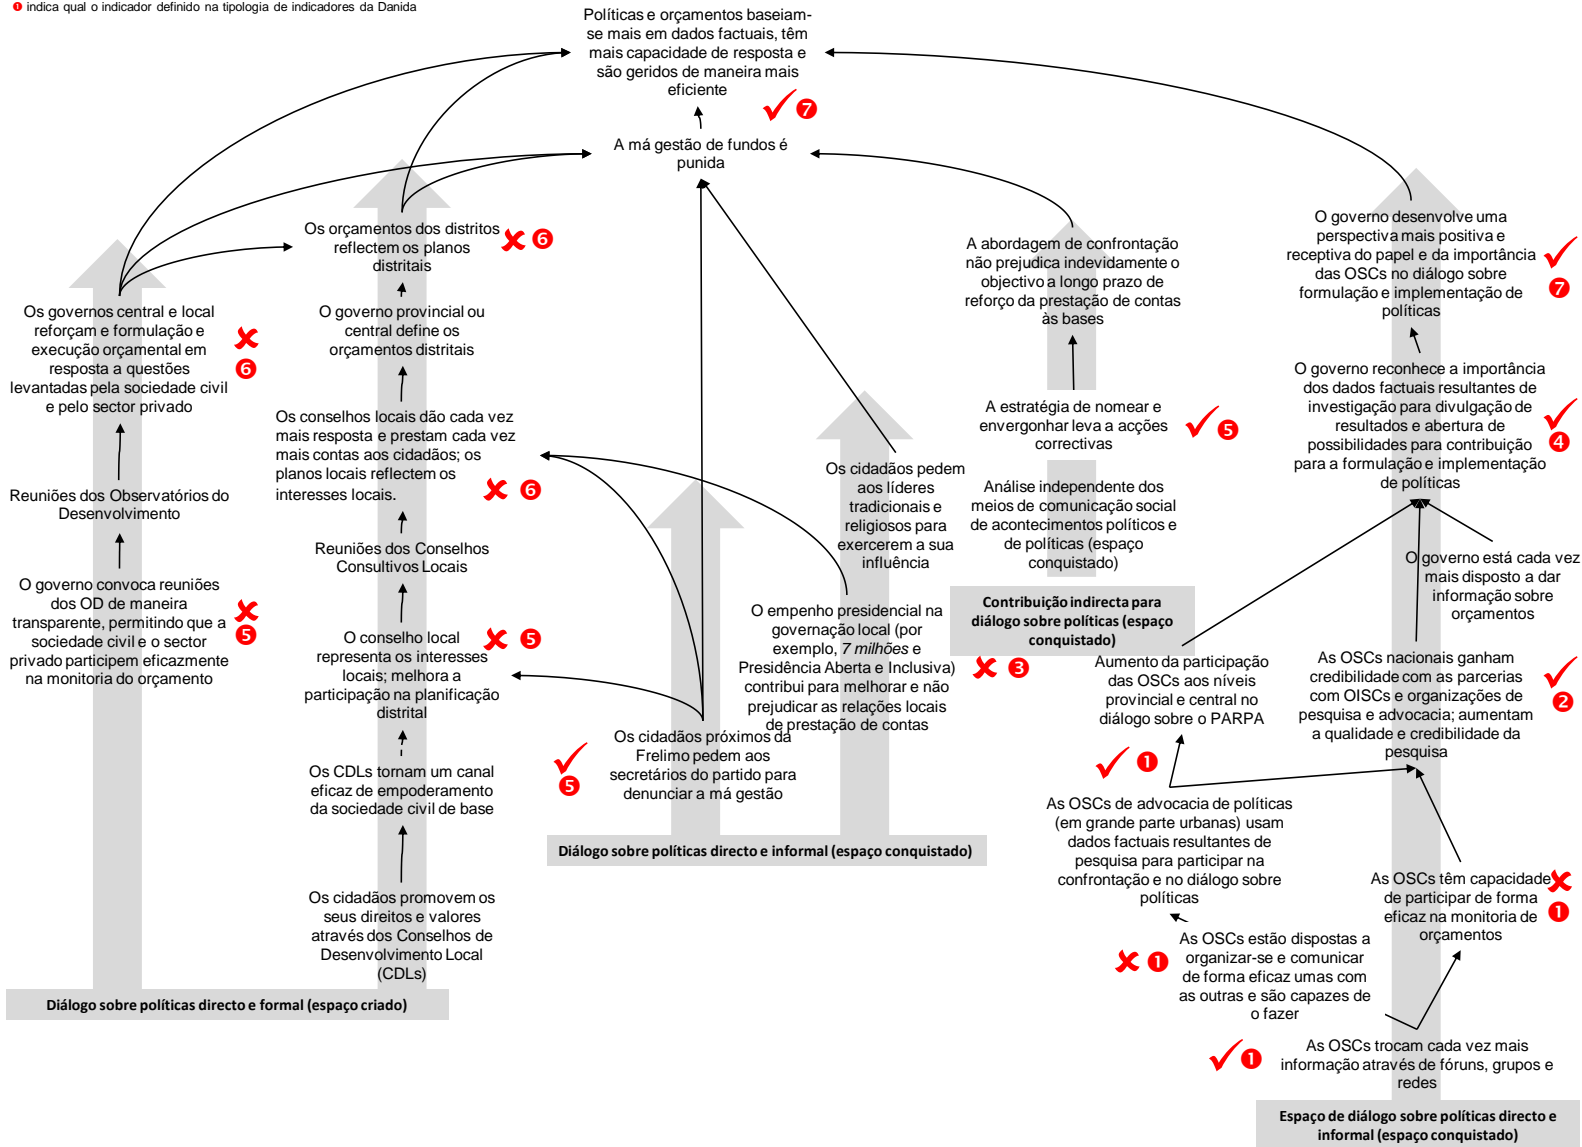 ❶ indica qual o indicador definido na tipologia de indicadores da Danida
Políticas e orçamentos baseiam-
se mais em dados factuais, têm
mais capacidade de resposta e
são geridos de maneira mais
eficiente
❼
A má gestão de fundos é
punida
Os governos central e local
reforçam e formulação e
execução orçamental em
resposta a questões
levantadas pela sociedade civil
e pelo sector privado
❻
Reuniões dos Observatórios do
Desenvolvimento
O governo convoca reuniões
dos OD de maneira
transparente, permitindo que a
sociedade civil e o sector
privado participem eficazmente
na monitoria do orçamento
❺
Os orçamentos dos distritos
reflectem os planos
distritais
❻
O governo provincial ou
central define os
orçamentos distritais
Os conselhos locais dão cada vez
mais resposta e prestam cada vez
mais contas aos cidadãos; os
planos locais reflectem os
interesses locais.
❻
Reuniões dos Conselhos
Consultivos Locais
O conselho local
representa os interesses
locais; melhora a
participação na planificação
distrital
❺
Os CDLs tornam um canal
eficaz de empoderamento
da sociedade civil de base
Os cidadãos promovem os
seus direitos e valores
através dos Conselhos de
Desenvolvimento Local
(CDLs)
Diálogo sobre políticas directo e formal (espaço criado)
Os cidadãos próximos da
Frelimo pedem aos
secretários do partido para
denunciar a má gestão
❺
Os cidadãos pedem
aos líderes
tradicionais e
religiosos para
exercerem a sua
influência
O empenho presidencial na
governação local (por
exemplo, 7 milhões e
Presidência Aberta e Inclusiva)
contribui para melhorar e não
prejudicar as relações locais
de prestação de contas
❸
Diálogo sobre políticas directo e informal (espaço conquistado)
A abordagem de confrontação
não prejudica indevidamente o
objectivo a longo prazo de
reforço da prestação de contas
às bases
A estratégia de nomear e
envergonhar leva a acções
correctivas
❺
Análise independente dos
meios de comunicação social
de acontecimentos políticos e
de políticas (espaço
conquistado)
Contribuição indirecta para
diálogo sobre políticas (espaço
conquistado)
O governo desenvolve uma
perspectiva mais positiva e
receptiva do papel e da importância
das OSCs no diálogo sobre
formulação e implementação de
políticas
❼
O governo reconhece a importância
dos dados factuais resultantes de
investigação para divulgação de
resultados e abertura de
possibilidades para contribuição
para a formulação e implementação
de políticas
❹
O governo está cada vez
mais disposto a dar
informação sobre
orçamentos
Aumento da participação
das OSCs aos níveis
provincial e central no
diálogo sobre o PARPA
❶
As OSCs nacionais ganham
credibilidade com as parcerias
com OISCs e organizações de
pesquisa e advocacia; aumentam
a qualidade e credibilidade da
pesquisa
❷
As OSCs de advocacia de políticas
(em grande parte urbanas) usam
dados factuais resultantes de
pesquisa para participar na
confrontação e no diálogo sobre
políticas
As OSCs têm capacidade
de participar de forma
eficaz na monitoria de
orçamentos
❶
As OSCs estão dispostas a
organizar-se e comunicar
de forma eficaz umas com
as outras e são capazes de
o fazer
❶
As OSCs trocam cada vez mais
informação através de fóruns, grupos e
redes
❶
Espaço de diálogo sobre políticas directo e
informal (espaço conquistado)